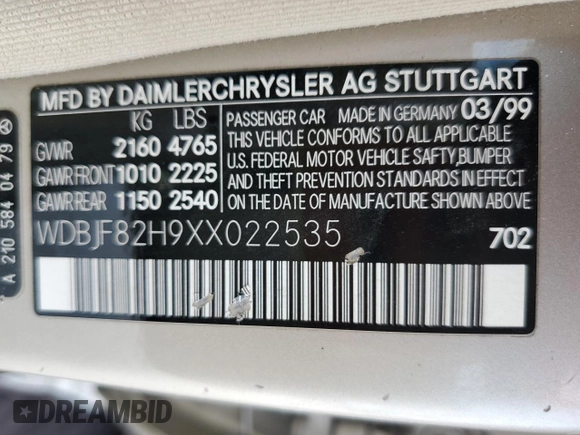 MFD BY DAIMLERCHRYSLER AG STUTTGART
KG LBS
GVWR 2160 4765
GAWR FRONT 1010 2225
GAWR REAR 1150 2540
PASSENGER CAR MADE IN GERMANY 03/99
THIS VEHICLE CONFORMS TO ALL APPLICABLE
U.S. FEDERAL MOTOR VEHICLE SAFTY,BUMPER
AND THEFT PREVENTION STANDARDS IN EFFECT
ON THE DATE OF MANUFACTURE SHOWN ABOVE
WDBJF82H9XX022535 702
A 210 584 04 79
DREAMBID